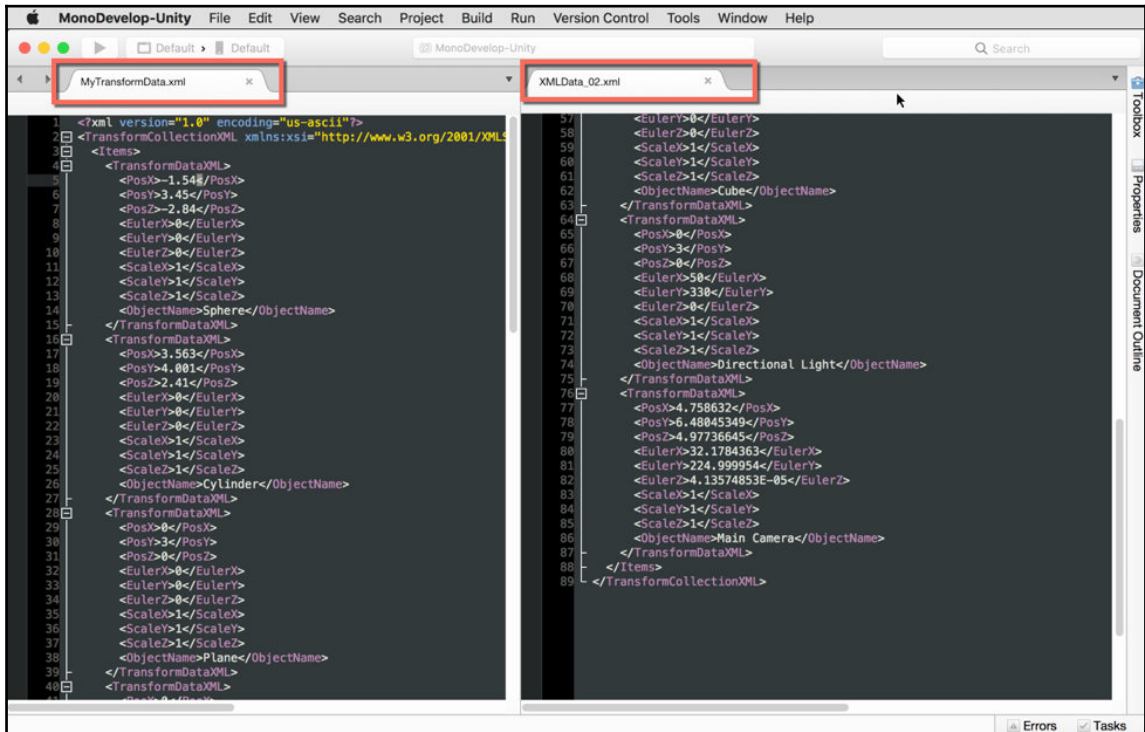 MonoDevelop-Unity File Edit View Search Project Build Run Version Control Tools Window Help
Default › Default
MonoDevelop-Unity
Search
MyTransformData.xml
1 <?xml version="1.0" encoding="us-ascii"?>
2 <TransformCollectionXML xmlns:xsi="http://www.w3.org/2001/XMLS
3 <Items>
4 <TransformDataXML>
5 <PosX>-1.54</PosX>
6 <PosY>3.45</PosY>
7 <PosZ>-2.84</PosZ>
8 <EulerX>0</EulerX>
9 <EulerY>0</EulerY>
10 <EulerZ>0</EulerZ>
11 <ScaleX>1</ScaleX>
12 <ScaleY>1</ScaleY>
13 <ScaleZ>1</ScaleZ>
14 <ObjectName>Sphere</ObjectName>
15 </TransformDataXML>
16 <TransformDataXML>
17 <PosX>3.563</PosX>
18 <PosY>4.001</PosY>
19 <PosZ>2.41</PosZ>
20 <EulerX>0</EulerX>
21 <EulerY>0</EulerY>
22 <EulerZ>0</EulerZ>
23 <ScaleX>1</ScaleX>
24 <ScaleY>1</ScaleY>
25 <ScaleZ>1</ScaleZ>
26 <ObjectName>Cylinder</ObjectName>
27 </TransformDataXML>
28 <TransformDataXML>
29 <PosX>0</PosX>
30 <PosY>3</PosY>
31 <PosZ>0</PosZ>
32 <EulerX>0</EulerX>
33 <EulerY>0</EulerY>
34 <EulerZ>0</EulerZ>
35 <ScaleX>1</ScaleX>
36 <ScaleY>1</ScaleY>
37 <ScaleZ>1</ScaleZ>
38 <ObjectName>Plane</ObjectName>
39 </TransformDataXML>
40 <TransformDataXML>
XMLData_02.xml
57 <EulerY>0</EulerY>
58 <EulerZ>0</EulerZ>
59 <ScaleX>1</ScaleX>
60 <ScaleY>1</ScaleY>
61 <ScaleZ>1</ScaleZ>
62 <ObjectName>Cube</ObjectName>
63 </TransformDataXML>
64 <TransformDataXML>
65 <PosX>0</PosX>
66 <PosY>3</PosY>
67 <PosZ>0</PosZ>
68 <EulerX>50</EulerX>
69 <EulerY>330</EulerY>
70 <EulerZ>0</EulerZ>
71 <ScaleX>1</ScaleX>
72 <ScaleY>1</ScaleY>
73 <ScaleZ>1</ScaleZ>
74 <ObjectName>Directional Light</ObjectName>
75 </TransformDataXML>
76 <TransformDataXML>
77 <PosX>4.758632</PosX>
78 <PosY>6.48045349</PosY>
79 <PosZ>4.97736645</PosZ>
80 <EulerX>32.1784363</EulerX>
81 <EulerY>224.999954</EulerY>
82 <EulerZ>4.13574853E-05</EulerZ>
83 <ScaleX>1</ScaleX>
84 <ScaleY>1</ScaleY>
85 <ScaleZ>1</ScaleZ>
86 <ObjectName>Main Camera</ObjectName>
87 </TransformDataXML>
88 </Items>
89 </TransformCollectionXML>
Toolbox
Properties
Document Outline
Errors Tasks